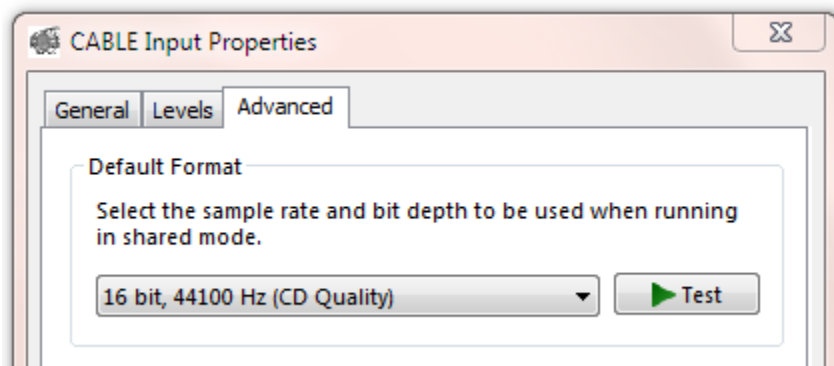 CABLE Input Properties
General Levels Advanced
Default Format
Select the sample rate and bit depth to be used when running
in shared mode.
16 bit, 44100 Hz (CD Quality) Test